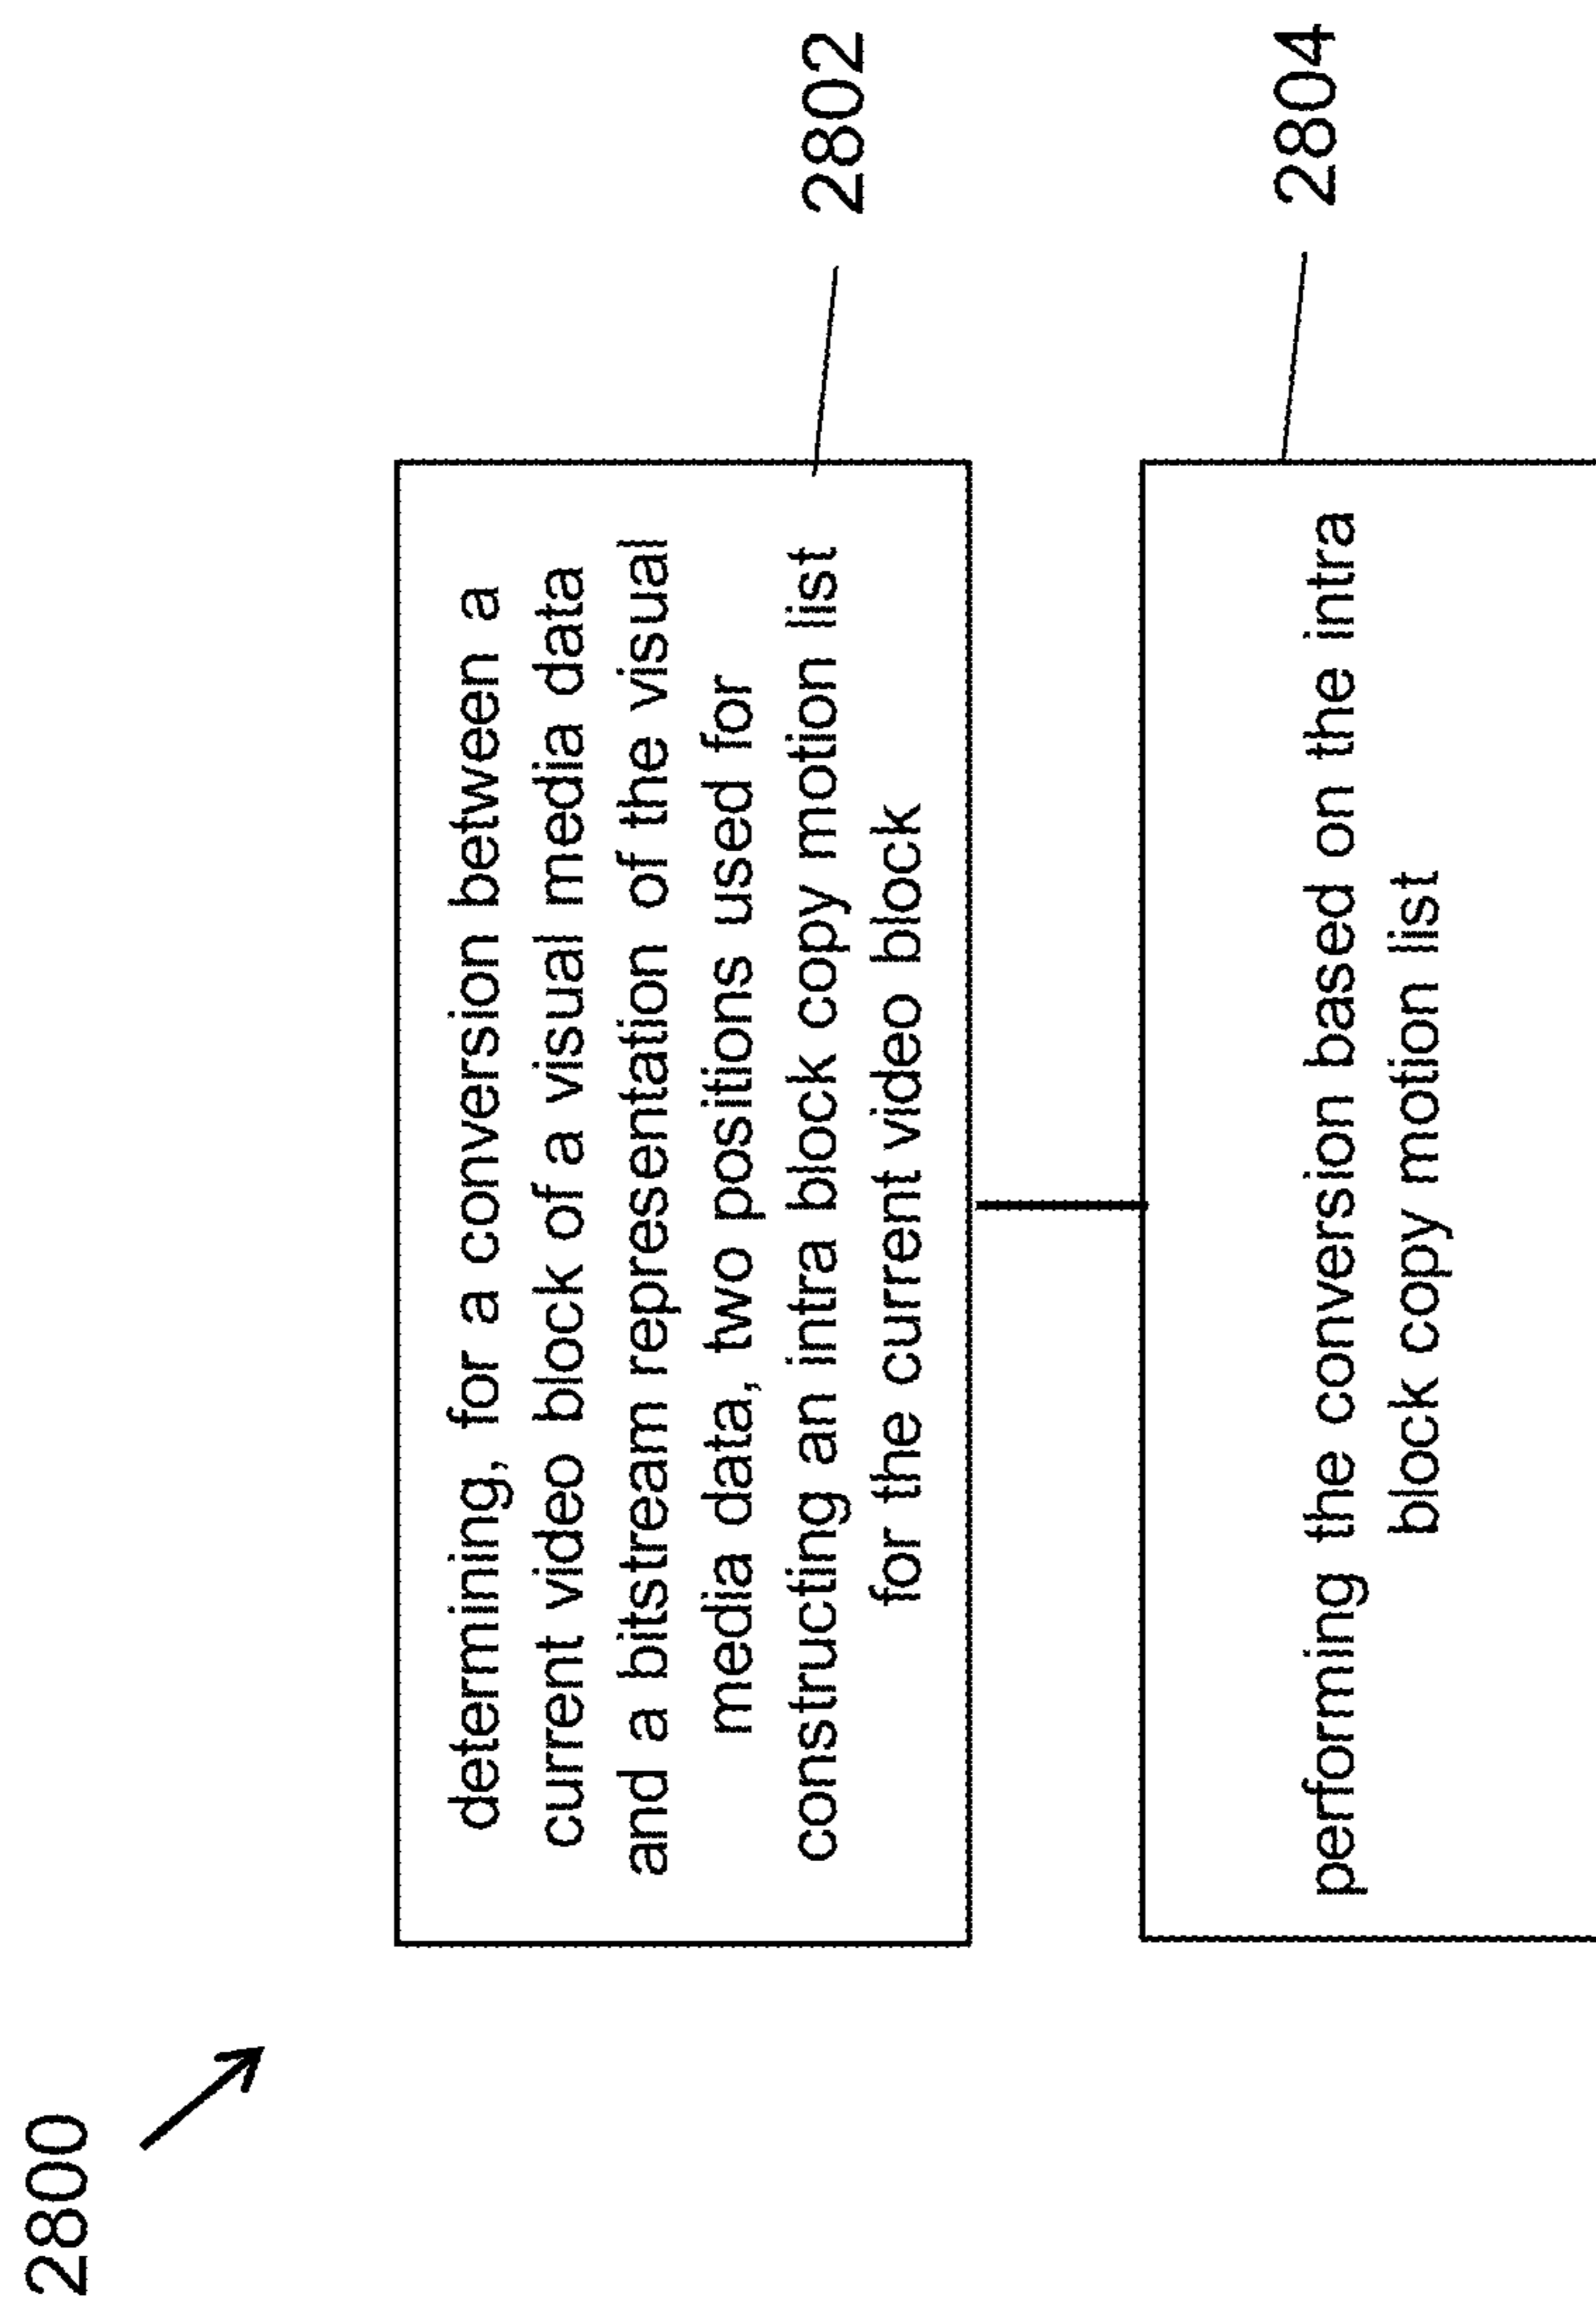 2800
determining, for a conversion between a
current video block of a visual media data
and a bitstream representation of the visual
media data, two positions used for
constructing an intra block copy motion list
for the current video block
2802
performing the conversion based on the intra
block copy motion list
2804